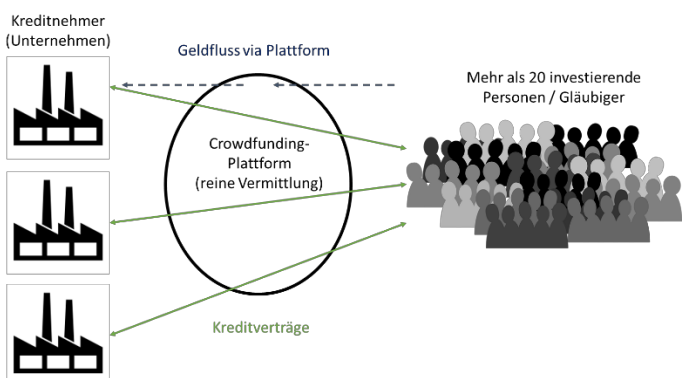 Kreditnehmer
(Unternehmen)
Geldfluss via Plattform
Mehr als 20 investierende
Personen / Gläubiger
Crowdfunding-
Plattform
(reine Vermittlung)
Kreditverträge